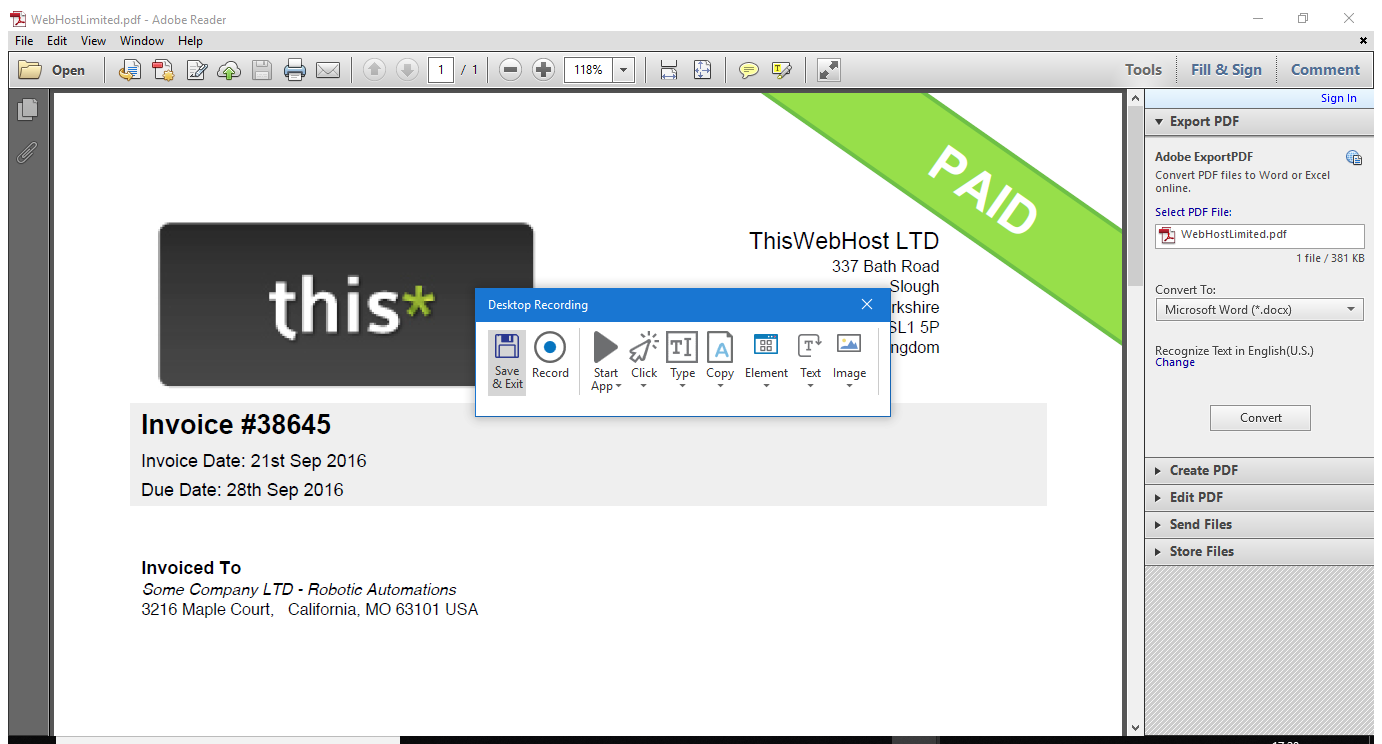 WebHostLimited.pdf - Adobe Reader
File Edit View Window Help
Open 1 / 1 118% Tools Fill & Sign Comment
Sign In
Export PDF
Adobe ExportPDF
Convert PDF files to Word or Excel
online.
Select PDF File:
WebHostLimited.pdf
1 file / 381 KB
Convert To:
Microsoft Word (*.docx)
Recognize Text in English(U.S.)
Change
Convert
Create PDF
Edit PDF
Send Files
Store Files
PAID
this*
ThisWebHost LTD
337 Bath Road
Slough
rkshire
SL1 5P
ngdom
Desktop Recording
Save
& Exit
Record
Start
App
Click
Type
Copy
Element
Text
Image
Invoice #38645
Invoice Date: 21st Sep 2016
Due Date: 28th Sep 2016
Invoiced To
Some Company LTD - Robotic Automations
3216 Maple Court, California, MO 63101 USA